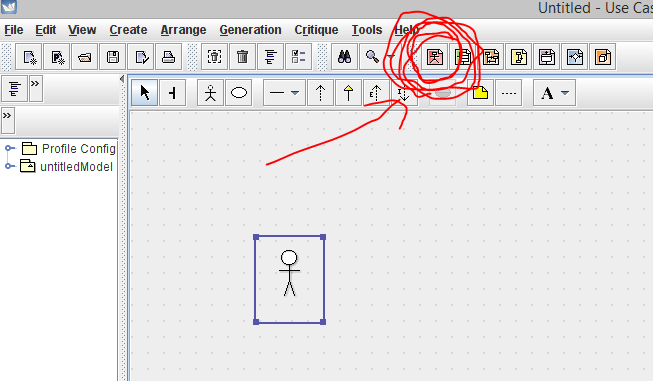 Untitled - Use Cas
File Edit View Create Arrange Generation Critique Tools Help
»
A
»
Profile Config
untitledModel